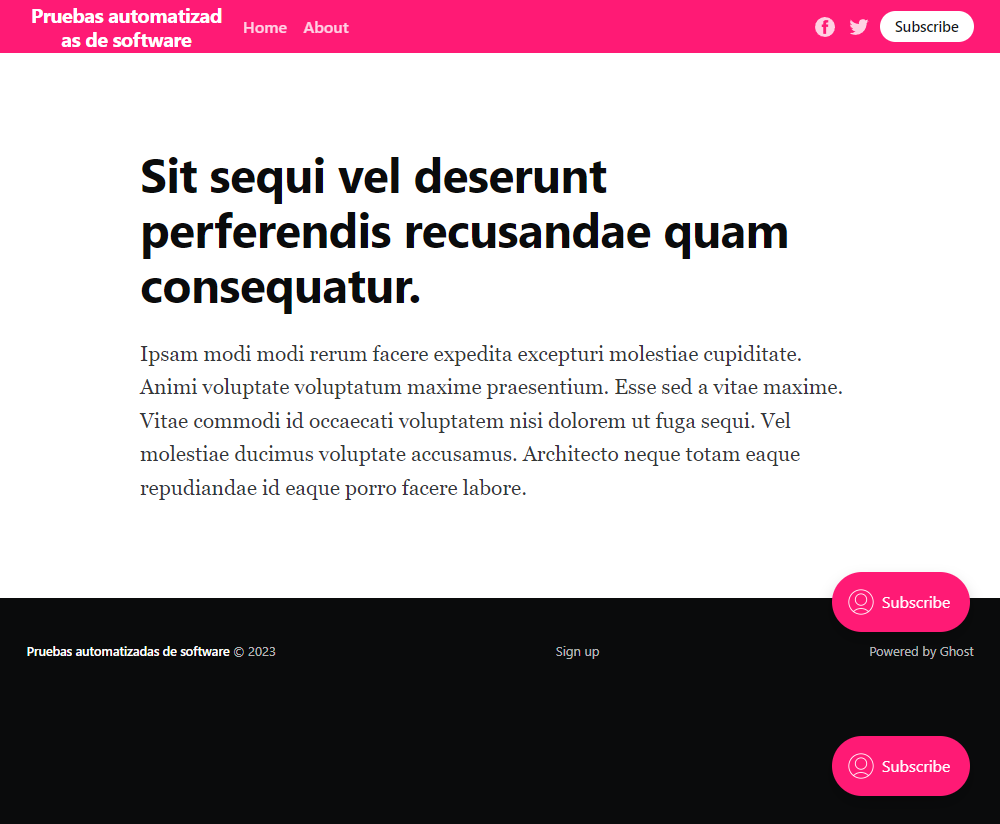 Pruebas automatizad
as de software
Home
About
Subscribe
Sit sequi vel deserunt
perferendis recusandae quam
consequatur.
Ipsam modi modi rerum facere expedita excepturi molestiae cupiditate.
Animi voluptate voluptatum maxime praesentium. Esse sed a vitae maxime.
Vitae commodi id occaecati voluptatem nisi dolorem ut fuga sequi. Vel
molestiae ducimus voluptate accusamus. Architecto neque totam eaque
repudiandae id eaque porro facere labore.
Subscribe
Pruebas automatizadas de software © 2023
Sign up
Powered by Ghost
Subscribe